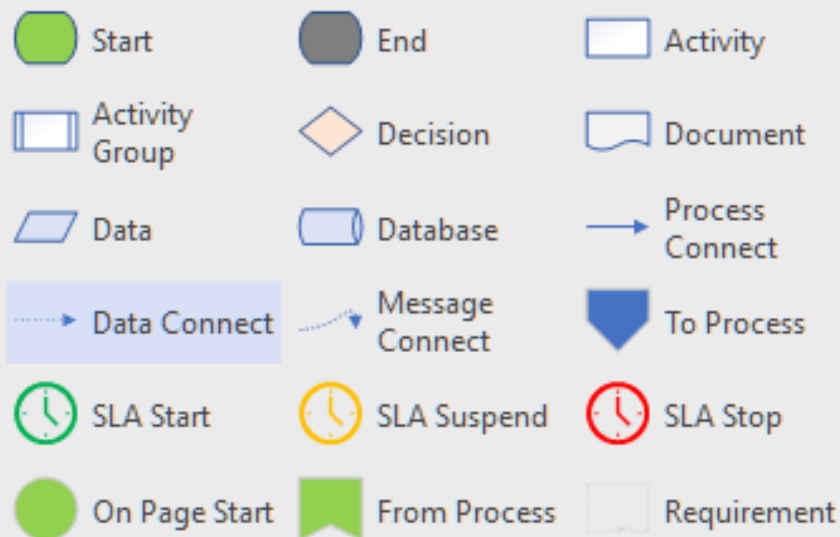 Start
End
Activity
Activity
Group
Decision
Document
Data
Database
Process
Connect
Data Connect
Message
Connect
To Process
SLA Start
SLA Suspend
SLA Stop
On Page Start
From Process
Requirement